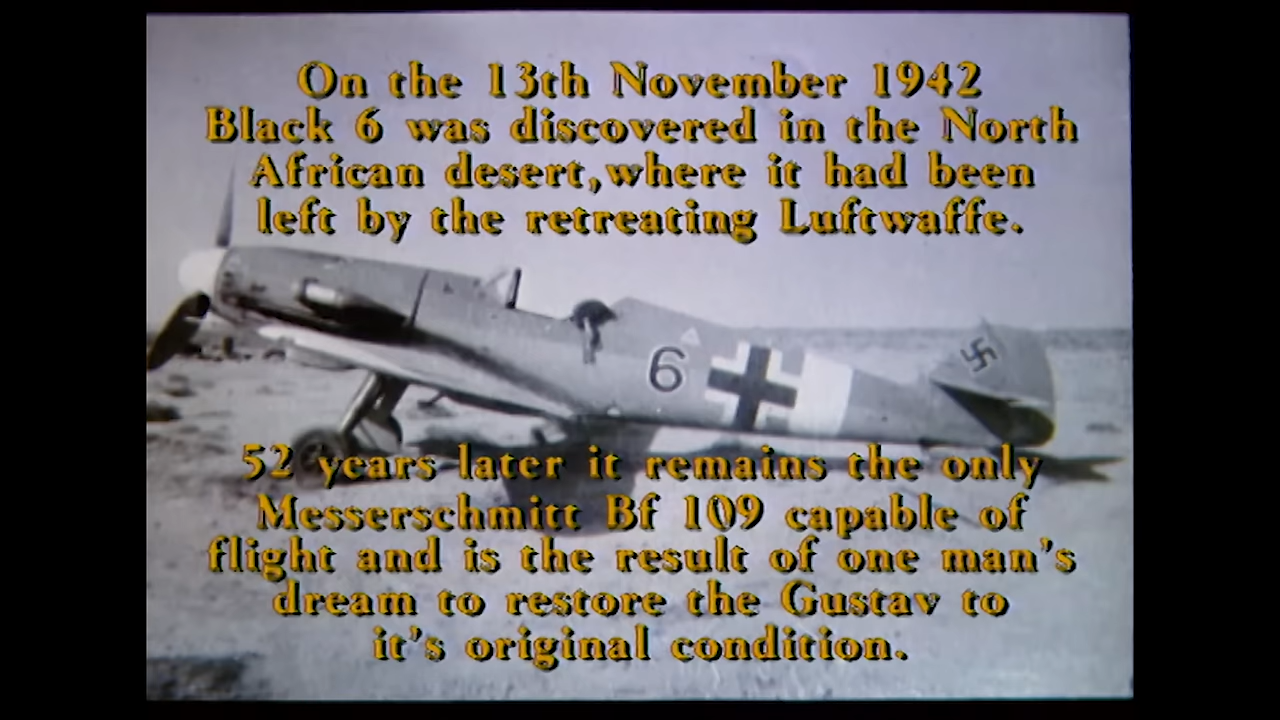 On the 13th November 1942
Black 6 was discovered in the North
African desert,where it had been
left by the retreating Luftwaffe.
6
52 years later it remains the only
Messerschmitt Bf 109 capable of
flight and is the result of one man's
dream to restore the Gustav to
it's original condition.